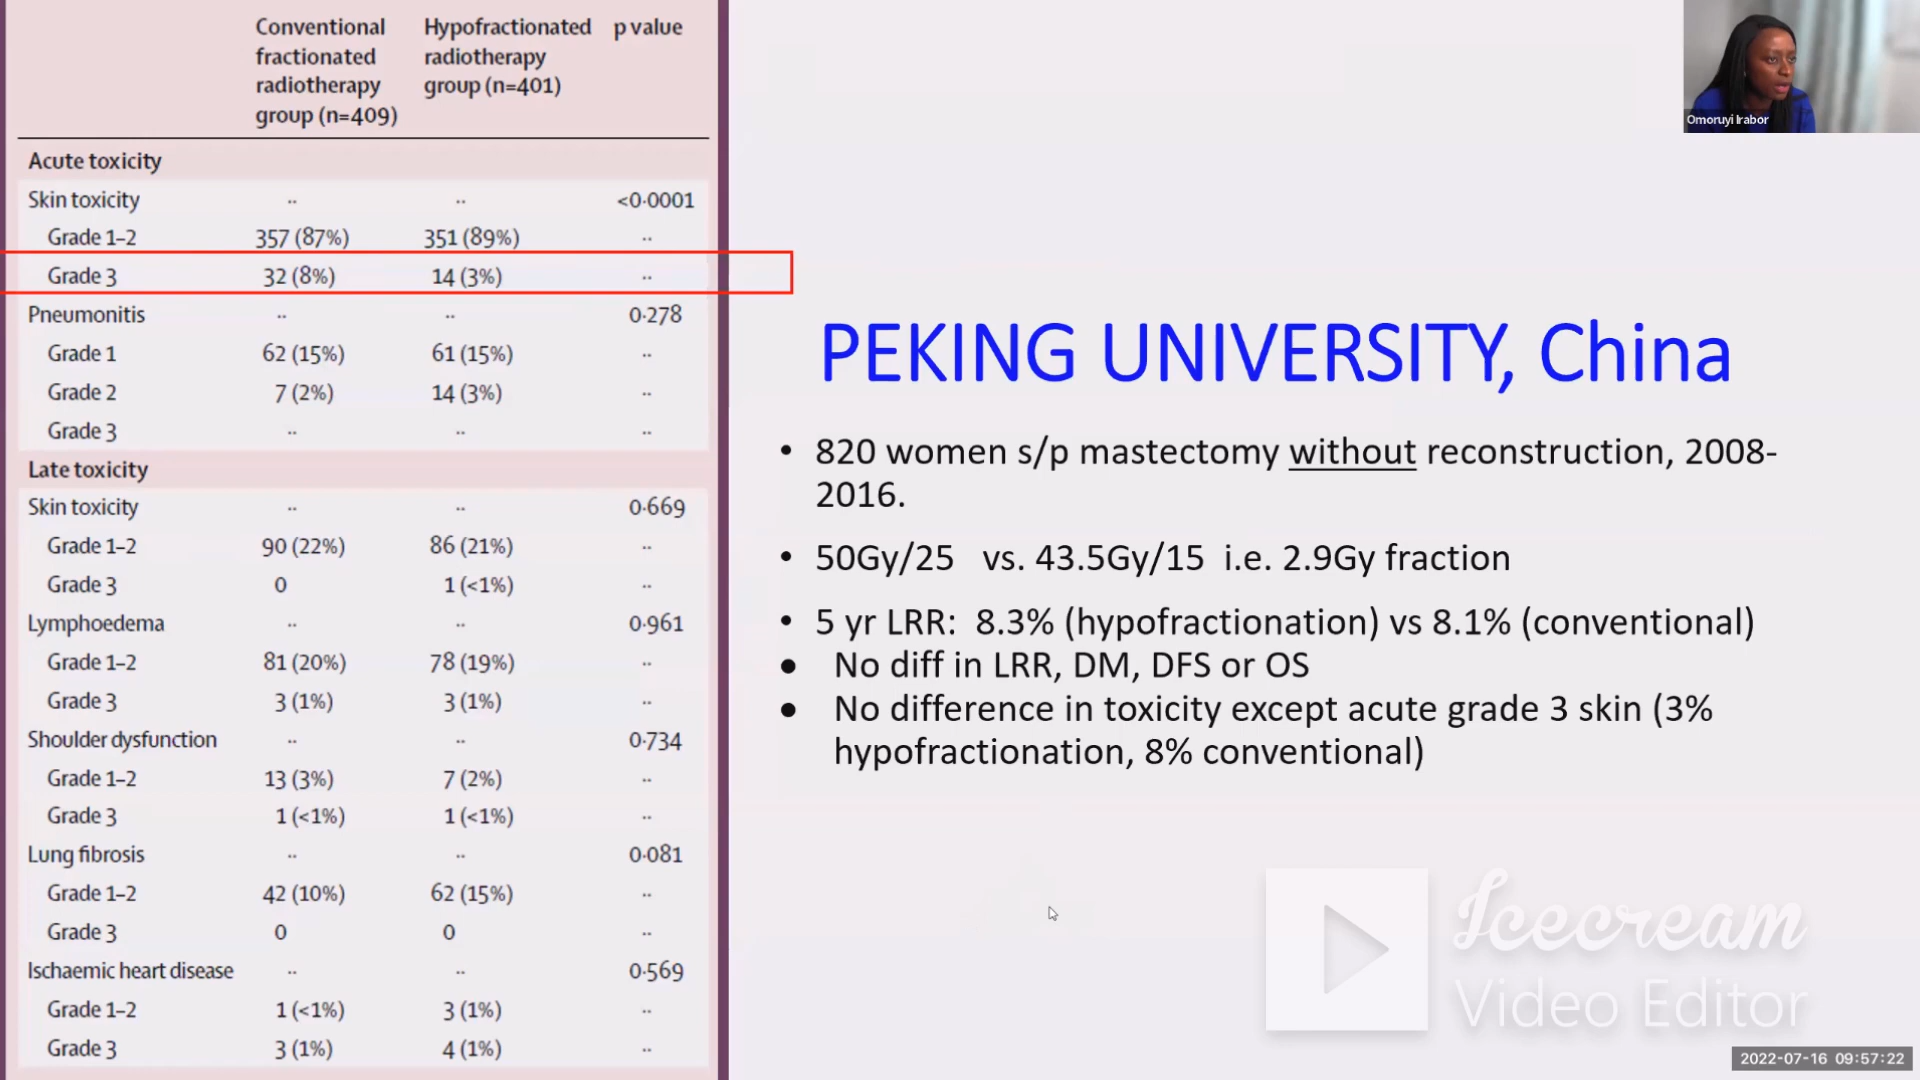 Conventional fractionated radiotherapy group (n=409) Hypofractionated radiotherapy group (n=401) p value
Acute toxicity
Skin toxicity ·· ·· <0·0001
Grade 1–2 357 (87%) 351 (89%) ··
Grade 3 32 (8%) 14 (3%) ··
Pneumonitis ·· ·· 0·278
Grade 1 62 (15%) 61 (15%) ··
Grade 2 7 (2%) 14 (3%) ··
Grade 3 ·· ·· ··
Late toxicity
Skin toxicity ·· ·· 0·669
Grade 1–2 90 (22%) 86 (21%) ··
Grade 3 0 1 (<1%) ··
Lymphoedema ·· ·· 0·961
Grade 1–2 81 (20%) 78 (19%) ··
Grade 3 3 (1%) 3 (1%) ··
Shoulder dysfunction ·· ·· 0·734
Grade 1–2 13 (3%) 7 (2%) ··
Grade 3 1 (<1%) 1 (<1%) ··
Lung fibrosis ·· ·· 0·081
Grade 1–2 42 (10%) 62 (15%) ··
Grade 3 0 0 ··
Ischaemic heart disease ·· ·· 0·569
Grade 1–2 1 (<1%) 3 (1%) ··
Grade 3 3 (1%) 4 (1%) ··
Omoruyi Irabor
PEKING UNIVERSITY, China
• 820 women s/p mastectomy without reconstruction, 2008-
2016.
• 50Gy/25 vs. 43.5Gy/15 i.e. 2.9Gy fraction
• 5 yr LRR: 8.3% (hypofractionation) vs 8.1% (conventional)
● No diff in LRR, DM, DFS or OS
● No difference in toxicity except acute grade 3 skin (3%
hypofractionation, 8% conventional)
Icecream
Video Editor
2022-07-16 09:57:22